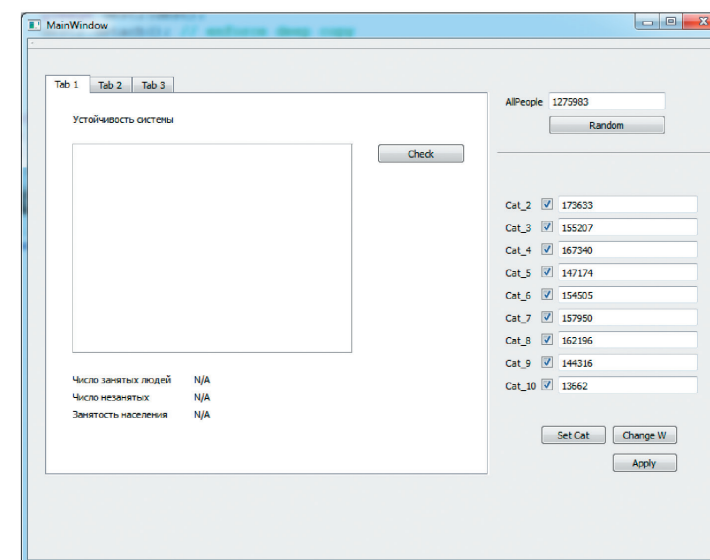 MainWindow
Tab 1 Tab 2 Tab 3
Устойчивость системы
Check
Число занятых людей N/A
Число незанятых N/A
Занятость населения N/A
AllPeople 1275983
Random
Cat_2 173633
Cat_3 155207
Cat_4 167340
Cat_5 147174
Cat_6 154505
Cat_7 157950
Cat_8 162196
Cat_9 144316
Cat_10 13662
Set Cat Change W
Apply